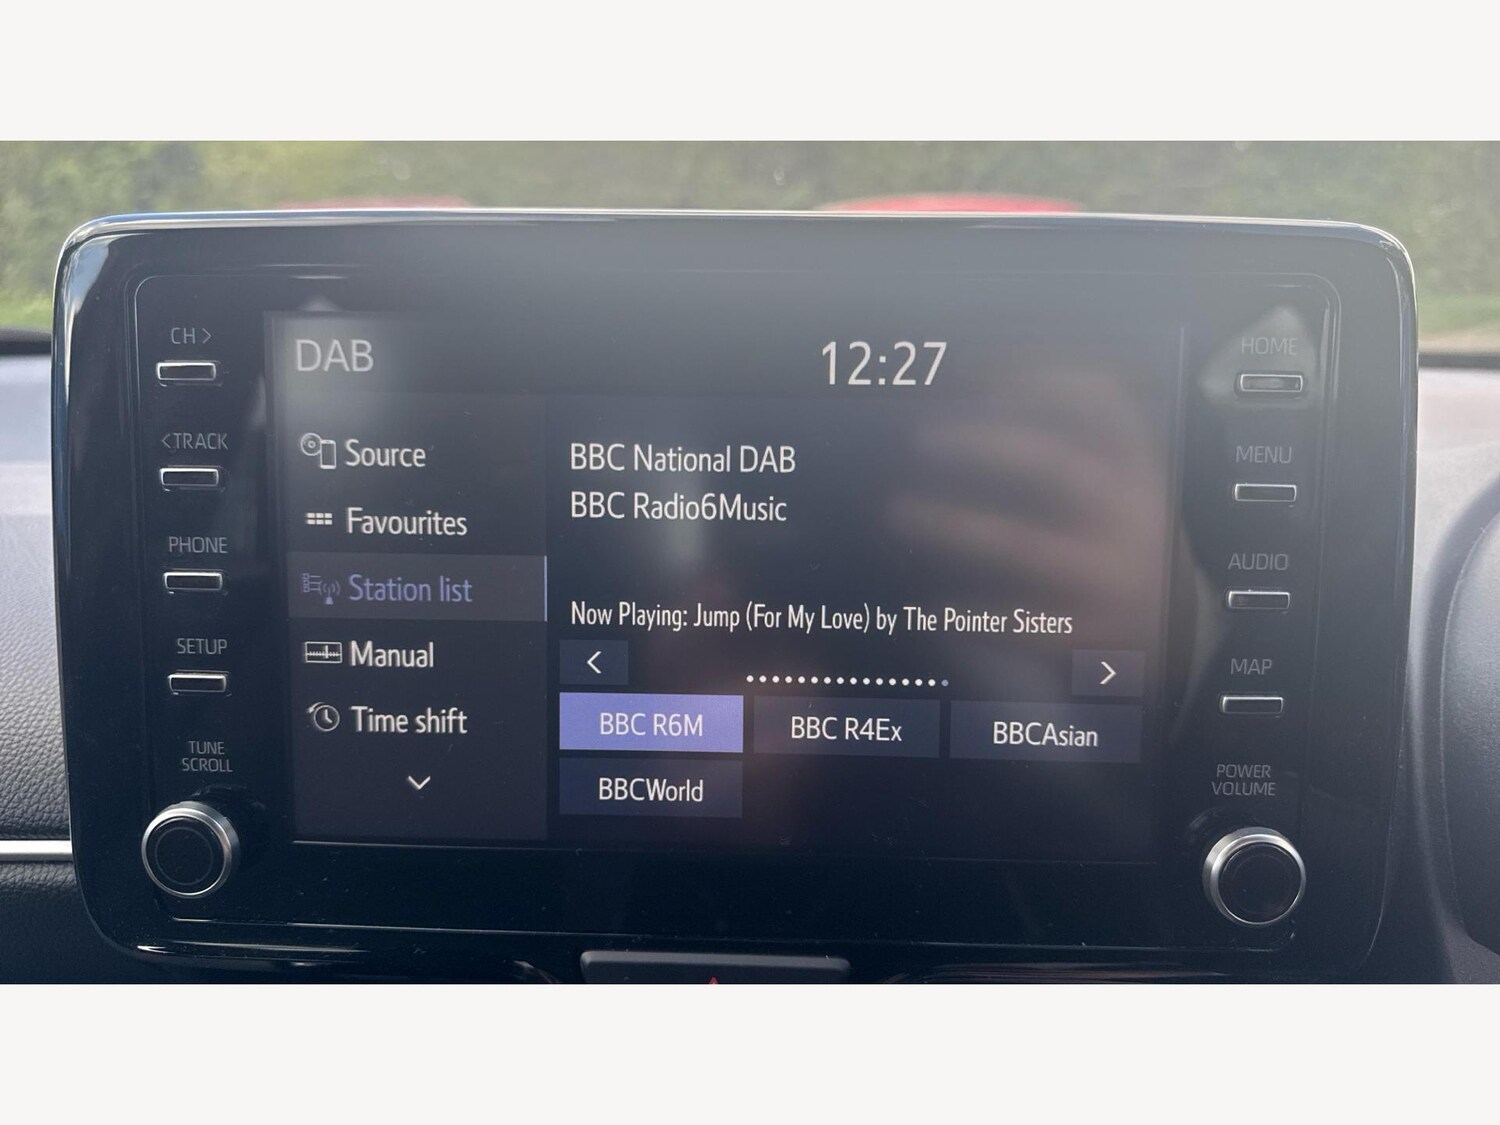 CH >
<TRACK
PHONE
SETUP
TUNE
SCROLL
DAB
12:27
Source
Favourites
Station list
Manual
Time shift
BBC National DAB
BBC Radio6Music
Now Playing: Jump (For My Love) by The Pointer Sisters
BBC R6M
BBC R4Ex
BBCAsian
BBCWorld
HOME
MENU
AUDIO
MAP
POWER
VOLUME